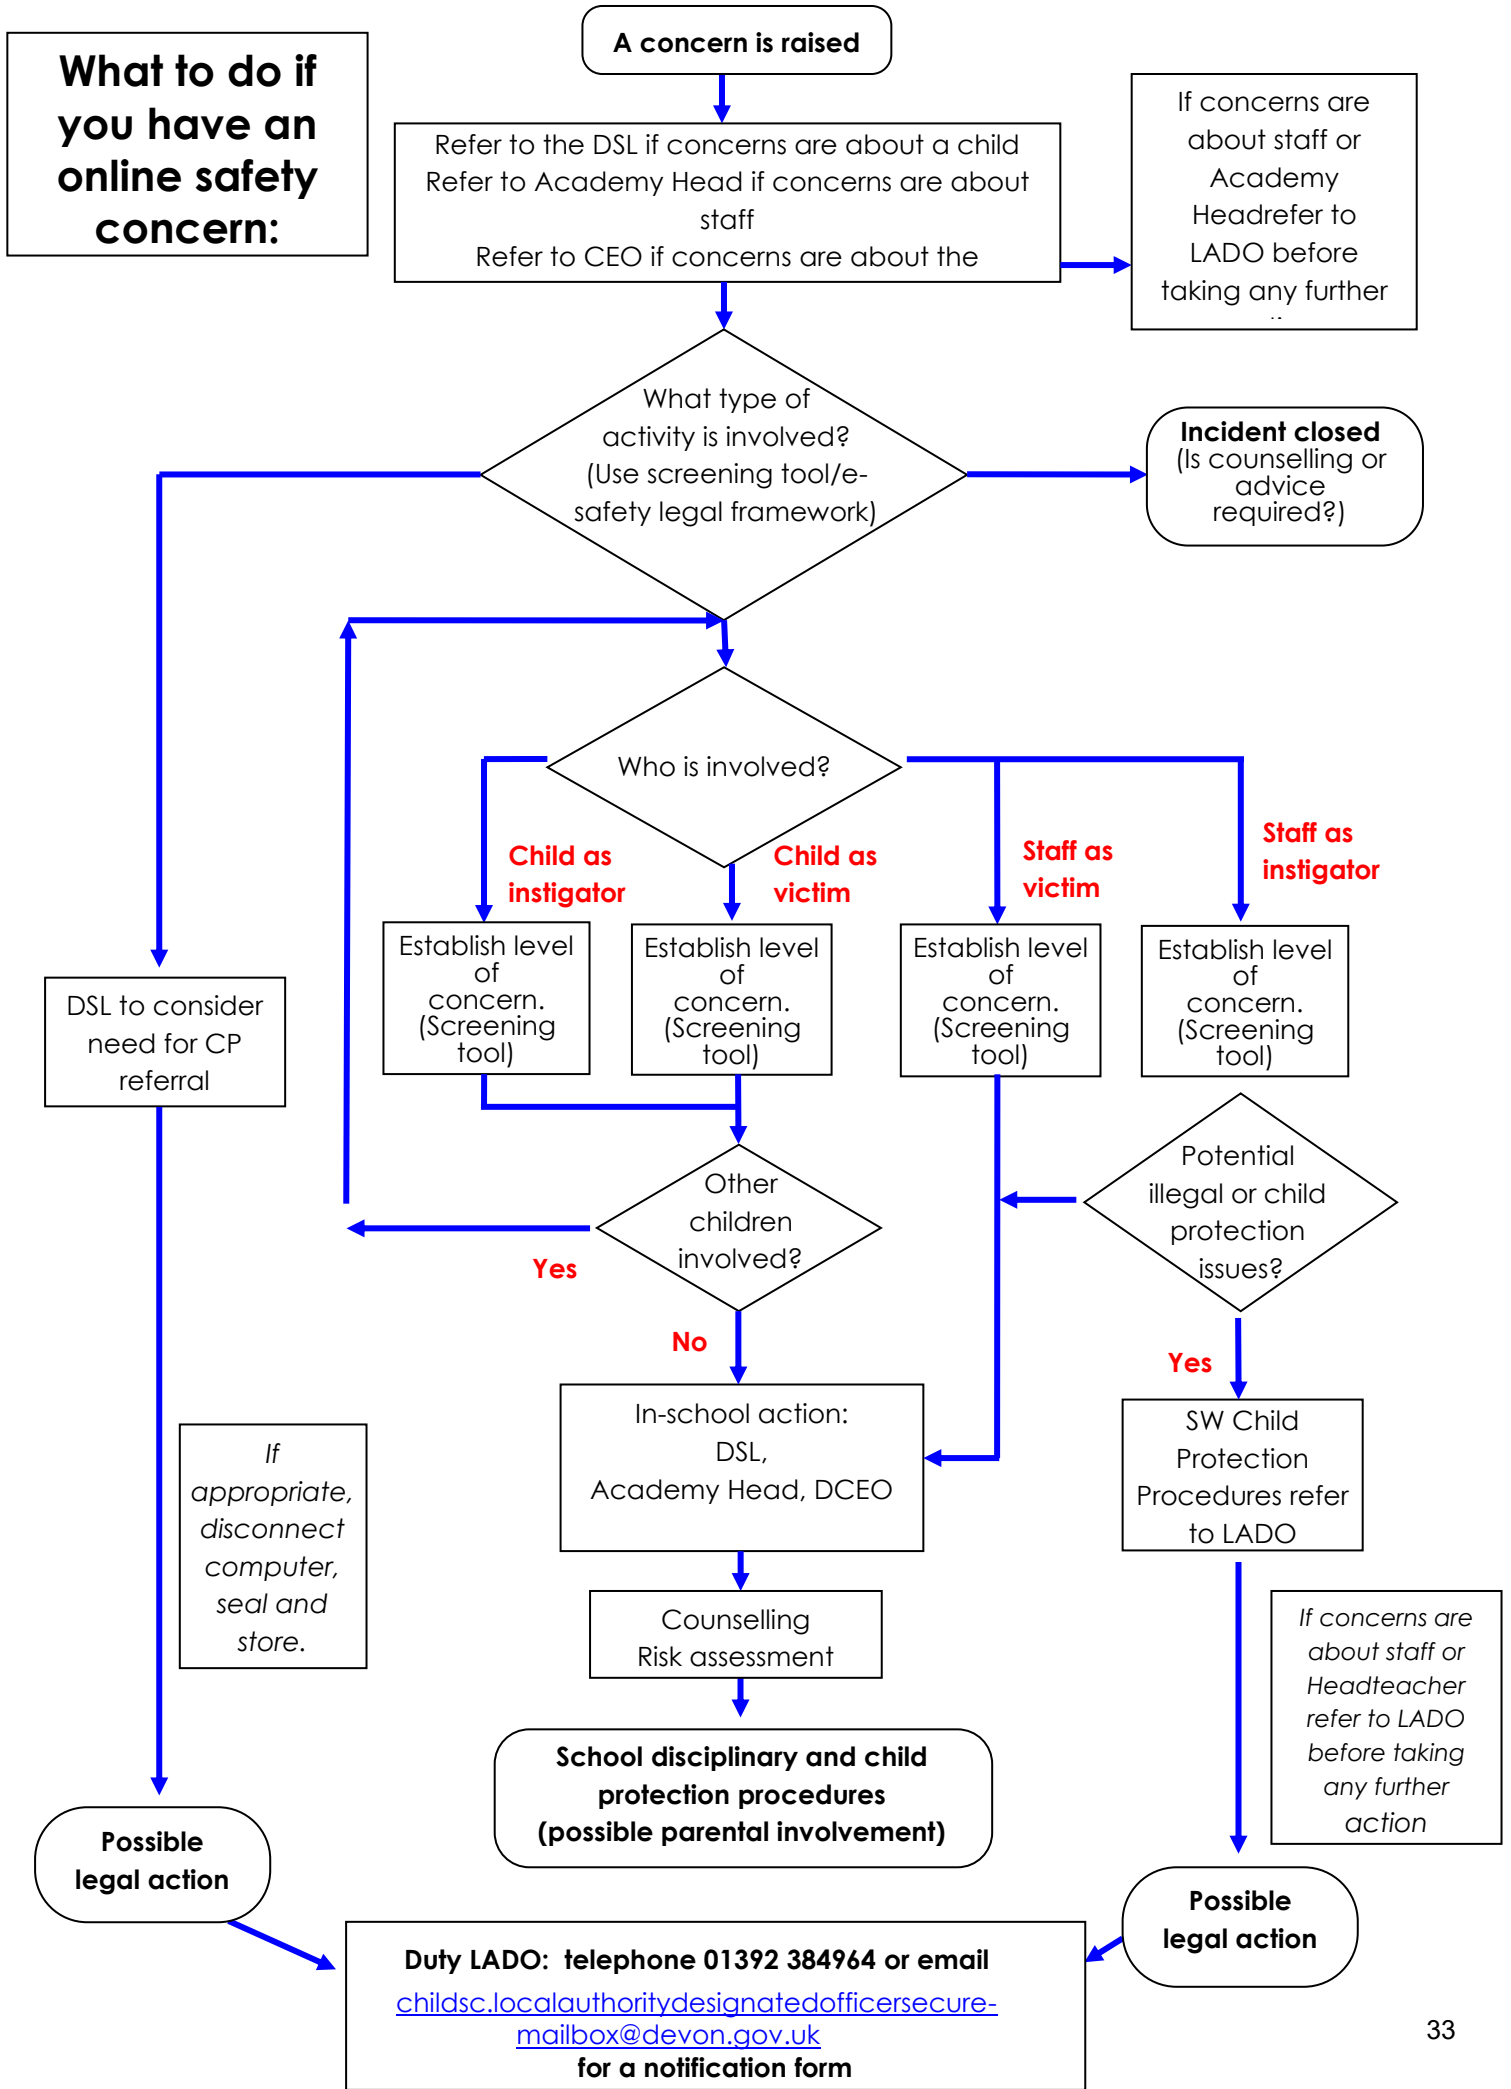 What to do if
you have an
online safety
concern:
A concern is raised
Refer to the DSL if concerns are about a child
Refer to Academy Head if concerns are about
staff
Refer to CEO if concerns are about the
If concerns are
about staff or
Academy
Headrefer to
LADO before
taking any further
What type of
activity is involved?
(Use screening tool/e-
safety legal framework)
Incident closed
(Is counselling or
advice
required?)
Who is involved?
Child as
instigator
Child as
victim
Staff as
victim
Staff as
instigator
Establish level
of
concern.
(Screening
tool)
Establish level
of
concern.
(Screening
tool)
Establish level
of
concern.
(Screening
tool)
Establish level
of
concern.
(Screening
tool)
DSL to consider
need for CP
referral
Other
children
involved?
Yes
No
Potential
illegal or child
protection
issues?
Yes
In-school action:
DSL,
Academy Head, DCEO
SW Child
Protection
Procedures refer
to LADO
If
appropriate,
disconnect
computer,
seal and
store.
Counselling
Risk assessment
If concerns are
about staff or
Headteacher
refer to LADO
before taking
any further
action
School disciplinary and child
protection procedures
(possible parental involvement)
Possible
legal action
Possible
legal action
Duty LADO: telephone 01392 384964 or email
childsc.localauthoritydesignatedofficersecure-
mailbox@devon.gov.uk
for a notification form
33